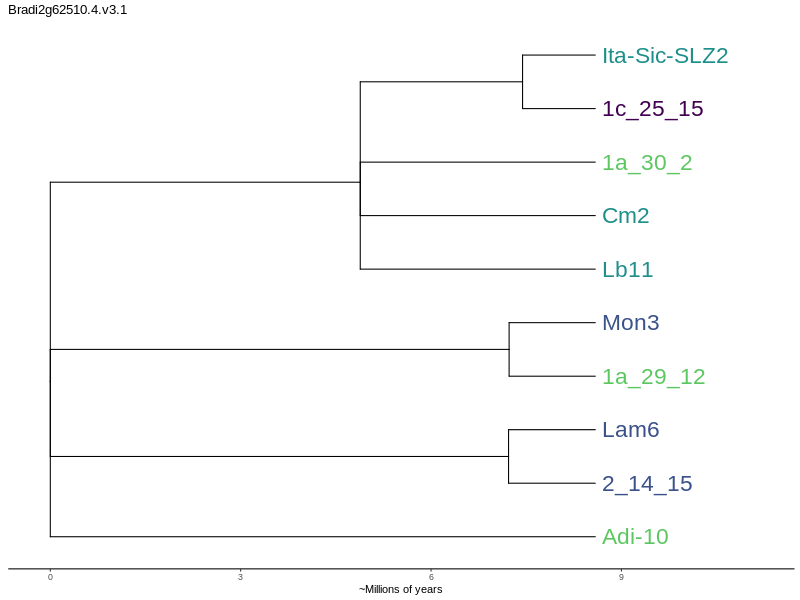 Bradi2g62510.4.v3.1
Ita-Sic-SLZ2
1c_25_15
1a_30_2
Cm2
Lb11
Mon3
1a_29_12
Lam6
2_14_15
Adi-10
0 3 6 9
~Millions of years